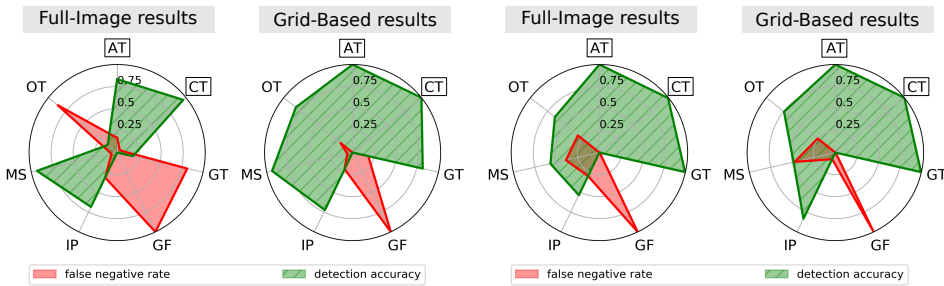 Full-Image results
AT
CT
GT
GF
IP
MS
OT
0.75
0.5
0.25
Grid-Based results
AT
CT
GT
GF
IP
MS
OT
0.75
0.5
0.25
false negative rate
detection accuracy
Full-Image results
AT
CT
GT
GF
IP
MS
OT
0.75
0.5
0.25
Grid-Based results
AT
CT
GT
GF
IP
MS
OT
0.75
0.5
0.25
false negative rate
detection accuracy